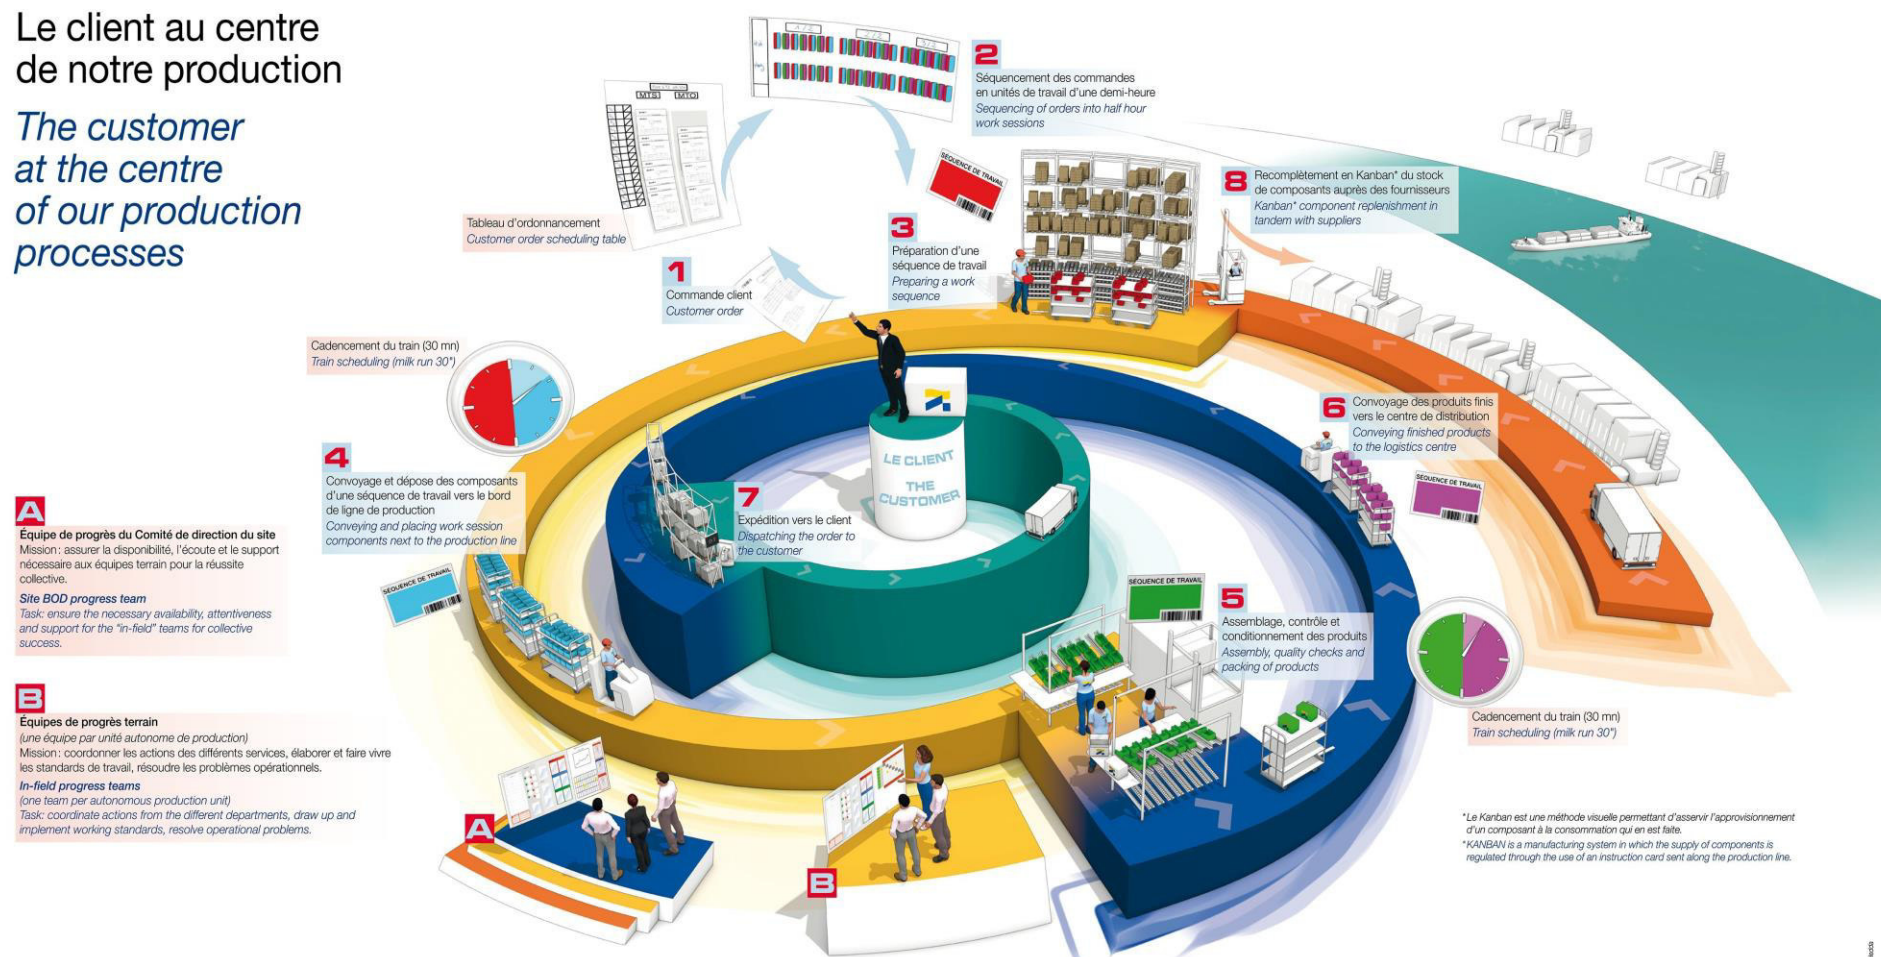 Le client au centre
de notre production
The customer
at the centre
of our production
processes
MTS
MTO
Tableau d'ordonnancement
Customer order scheduling table
1
Commande client
Customer order
2
Séquencement des commandes
en unités de travail d'une demi-heure
Sequencing of orders into half hour
work sessions
SÉQUENCE DE TRAVAIL
3
Préparation d'une
séquence de travail
Preparing a work
sequence
8
Recomplètement en Kanban* du stock
de composants auprès des fournisseurs
Kanban* component replenishment in
tandem with suppliers
Cadencement du train (30 mn)
Train scheduling (milk run 30")
4
Convoyage et dépose des composants
d'une séquence de travail vers le bord
de ligne de production
Conveying and placing work session
components next to the production line
SÉQUENCE DE TRAVAIL
LE CLIENT
THE
CUSTOMER
7
Expédition vers le client
Dispatching the order to
the customer
6
Convoyage des produits finis
vers le centre de distribution
Conveying finished products
to the logistics centre
SÉQUENCE DE TRAVAIL
SÉQUENCE DE TRAVAIL
5
Assemblage, contrôle et
conditionnement des produits
Assembly, quality checks and
packing of products
Cadencement du train (30 mn)
Train scheduling (milk run 30")
A
Équipe de progrès du Comité de direction du site
Mission : assurer la disponibilité, l'écoute et le support
nécessaire aux équipes terrain pour la réussite
collective.
Site BOD progress team
Task: ensure the necessary availability, attentiveness
and support for the "in-field" teams for collective
success.
B
Équipes de progrès terrain
(une équipe par unité autonome de production)
Mission : coordonner les actions des différents services, élaborer et faire vivre
les standards de travail, résoudre les problèmes opérationnels.
In-field progress teams
(one team per autonomous production unit)
Task: coordinate actions from the different departments, draw up and
implement working standards, resolve operational problems.
A
B
*Le Kanban est une méthode visuelle permettant d'asservir l'approvisionnement
d'un composant à la consommation qui en est faite.
*KANBAN is a manufacturing system in which the supply of components is
regulated through the use of an instruction card sent along the production line.